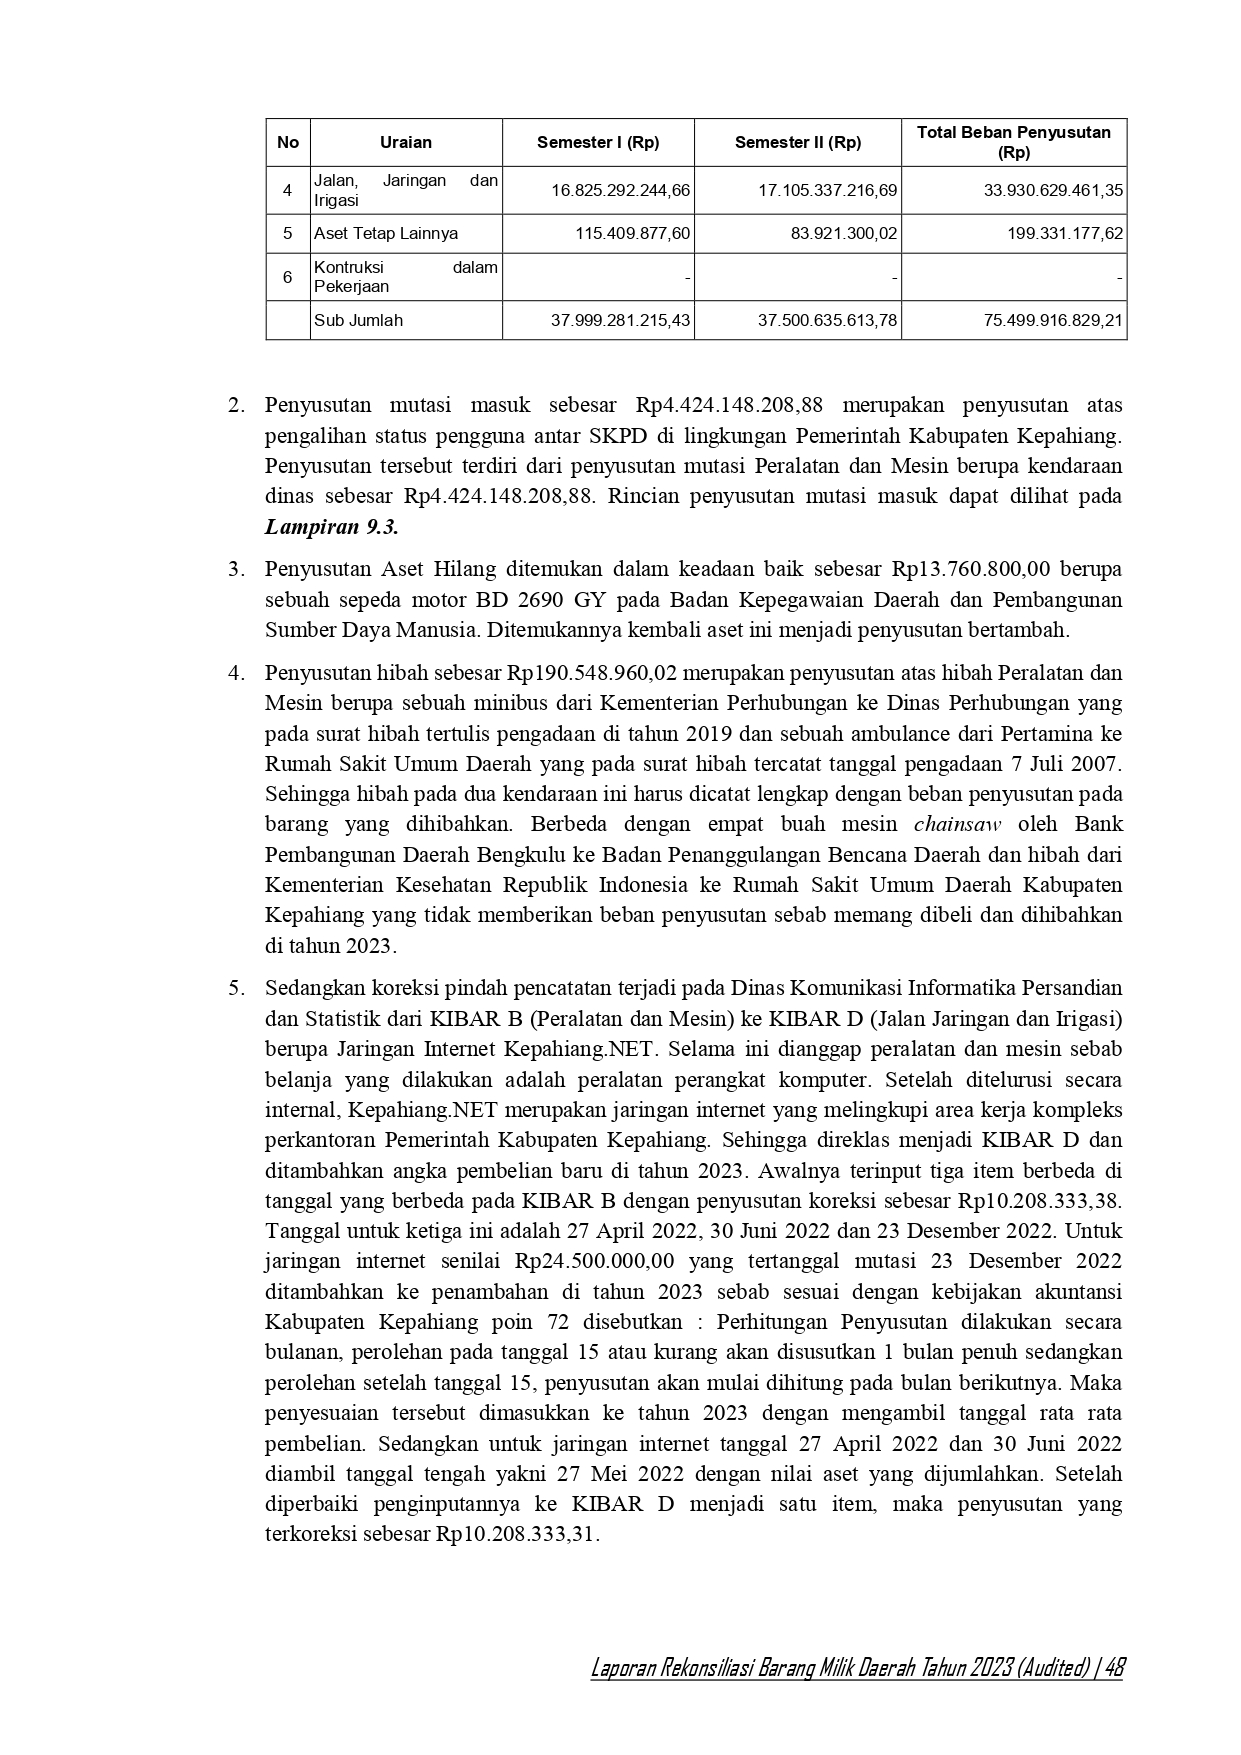 No Uraian Semester I (Rp) Semester II (Rp) Total Beban Penyusutan (Rp)
4 Jalan, Jaringan dan Irigasi 16.825.292.244,66 17.105.337.216,69 33.930.629.461,35
5 Aset Tetap Lainnya 115.409.877,60 83.921.300,02 199.331.177,62
6 Kontruksi dalam Pekerjaan - - -
Sub Jumlah 37.999.281.215,43 37.500.635.613,78 75.499.916.829,21
2. Penyusutan mutasi masuk sebesar Rp4.424.148.208,88 merupakan penyusutan atas
pengalihan status pengguna antar SKPD di lingkungan Pemerintah Kabupaten Kepahiang.
Penyusutan tersebut terdiri dari penyusutan mutasi Peralatan dan Mesin berupa kendaraan
dinas sebesar Rp4.424.148.208,88. Rincian penyusutan mutasi masuk dapat dilihat pada
Lampiran 9.3.
3. Penyusutan Aset Hilang ditemukan dalam keadaan baik sebesar Rp13.760.800,00 berupa
sebuah sepeda motor BD 2690 GY pada Badan Kepegawaian Daerah dan Pembangunan
Sumber Daya Manusia. Ditemukannya kembali aset ini menjadi penyusutan bertambah.
4. Penyusutan hibah sebesar Rp190.548.960,02 merupakan penyusutan atas hibah Peralatan dan
Mesin berupa sebuah minibus dari Kementerian Perhubungan ke Dinas Perhubungan yang
pada surat hibah tertulis pengadaan di tahun 2019 dan sebuah ambulance dari Pertamina ke
Rumah Sakit Umum Daerah yang pada surat hibah tercatat tanggal pengadaan 7 Juli 2007.
Sehingga hibah pada dua kendaraan ini harus dicatat lengkap dengan beban penyusutan pada
barang yang dihibahkan. Berbeda dengan empat buah mesin chainsaw oleh Bank
Pembangunan Daerah Bengkulu ke Badan Penanggulangan Bencana Daerah dan hibah dari
Kementerian Kesehatan Republik Indonesia ke Rumah Sakit Umum Daerah Kabupaten
Kepahiang yang tidak memberikan beban penyusutan sebab memang dibeli dan dihibahkan
di tahun 2023.
5. Sedangkan koreksi pindah pencatatan terjadi pada Dinas Komunikasi Informatika Persandian
dan Statistik dari KIBAR B (Peralatan dan Mesin) ke KIBAR D (Jalan Jaringan dan Irigasi)
berupa Jaringan Internet Kepahiang.NET. Selama ini dianggap peralatan dan mesin sebab
belanja yang dilakukan adalah peralatan perangkat komputer. Setelah ditelurusi secara
internal, Kepahiang.NET merupakan jaringan internet yang melingkupi area kerja kompleks
perkantoran Pemerintah Kabupaten Kepahiang. Sehingga direklas menjadi KIBAR D dan
ditambahkan angka pembelian baru di tahun 2023. Awalnya terinput tiga item berbeda di
tanggal yang berbeda pada KIBAR B dengan penyusutan koreksi sebesar Rp10.208.333,38.
Tanggal untuk ketiga ini adalah 27 April 2022, 30 Juni 2022 dan 23 Desember 2022. Untuk
jaringan internet senilai Rp24.500.000,00 yang tertanggal mutasi 23 Desember 2022
ditambahkan ke penambahan di tahun 2023 sebab sesuai dengan kebijakan akuntansi
Kabupaten Kepahiang poin 72 disebutkan : Perhitungan Penyusutan dilakukan secara
bulanan, perolehan pada tanggal 15 atau kurang akan disusutkan 1 bulan penuh sedangkan
perolehan setelah tanggal 15, penyusutan akan mulai dihitung pada bulan berikutnya. Maka
penyesuaian tersebut dimasukkan ke tahun 2023 dengan mengambil tanggal rata rata
pembelian. Sedangkan untuk jaringan internet tanggal 27 April 2022 dan 30 Juni 2022
diambil tanggal tengah yakni 27 Mei 2022 dengan nilai aset yang dijumlahkan. Setelah
diperbaiki penginputannya ke KIBAR D menjadi satu item, maka penyusutan yang
terkoreksi sebesar Rp10.208.333,31.
Laporan Rekonsiliasi Barang Milik Daerah Tahun 2023 (Audited) | 48